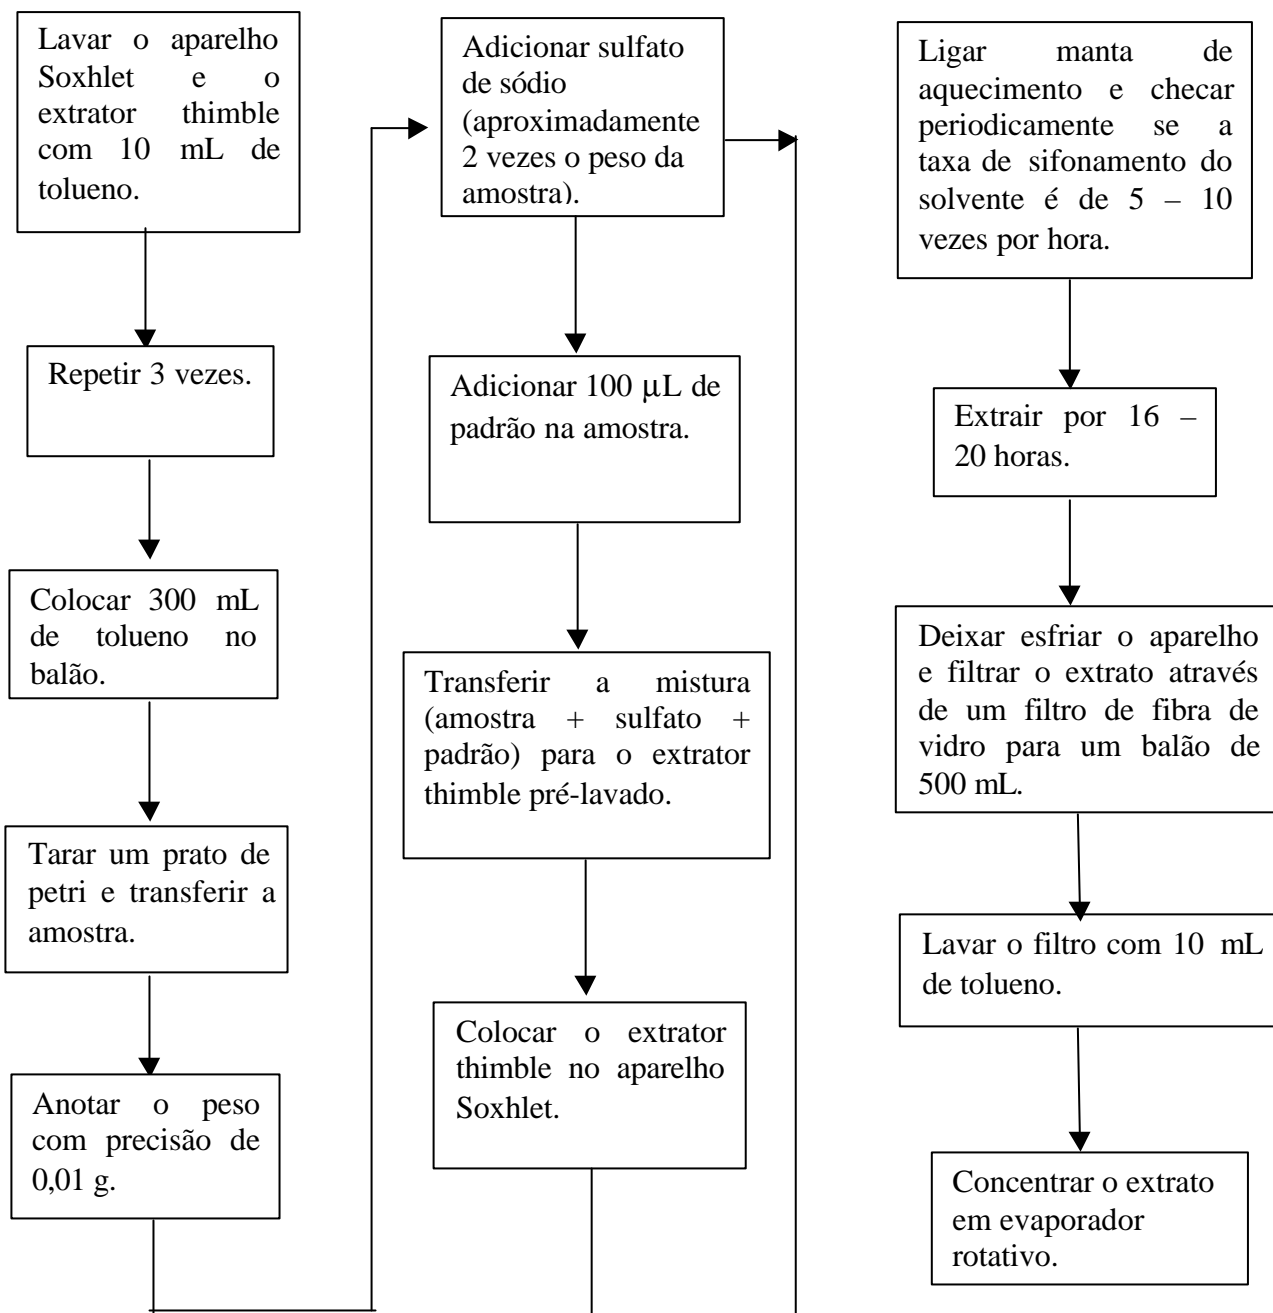 Lavar o aparelho
Soxhlet e o
extrator thimble
com 10 mL de
tolueno.
Repetir 3 vezes.
Colocar 300 mL
de tolueno no
balão.
Tarar um prato de
petri e transferir a
amostra.
Anotar o peso
com precisão de
0,01 g.
Adicionar sulfato
de sódio
(aproximadamente
2 vezes o peso da
amostra).
Adicionar 100 µL de
padrão na amostra.
Transferir a mistura
(amostra + sulfato +
padrão) para o extrator
thimble pré-lavado.
Colocar o extrator
thimble no aparelho
Soxhlet.
Ligar manta de
aquecimento e checar
periodicamente se a
taxa de sifonamento do
solvente é de 5 – 10
vezes por hora.
Extrair por 16 –
20 horas.
Deixar esfriar o aparelho
e filtrar o extrato através
de um filtro de fibra de
vidro para um balão de
500 mL.
Lavar o filtro com 10 mL
de tolueno.
Concentrar o extrato
em evaporador
rotativo.